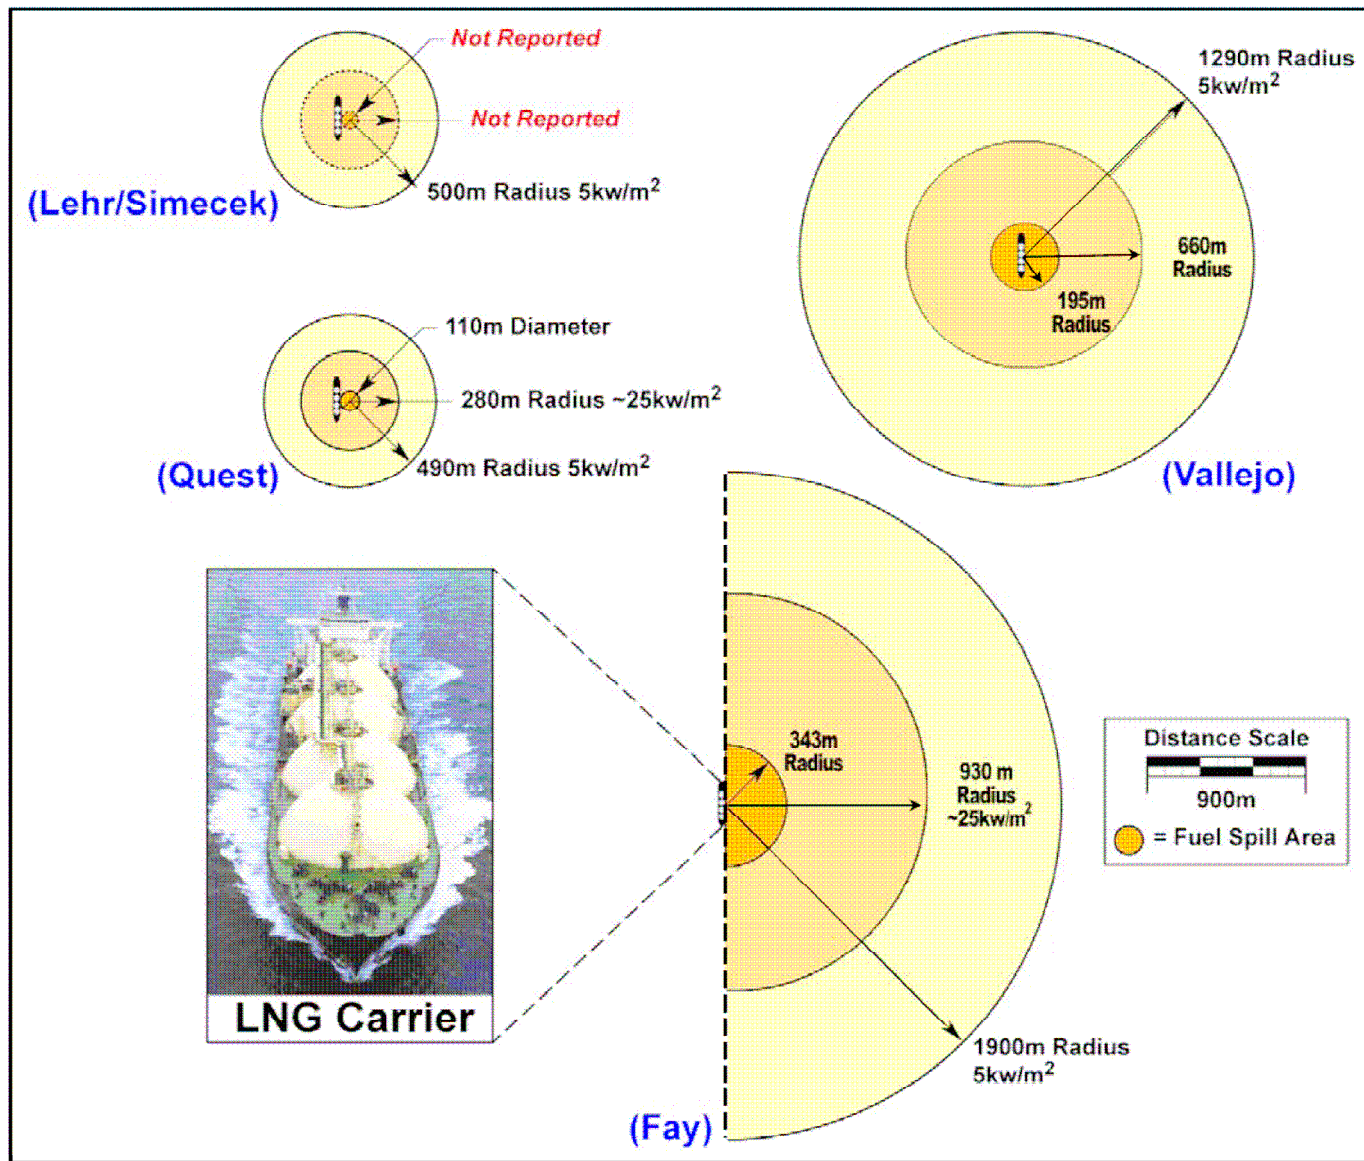 Not Reported
Not Reported
500m Radius 5kw/m²
(Lehr/Simecek)
1290m Radius
5kw/m²
660m
Radius
195m
Radius
(Vallejo)
110m Diameter
280m Radius ~25kw/m²
490m Radius 5kw/m²
(Quest)
LNG Carrier
343m
Radius
930 m
Radius
~25kw/m²
1900m Radius
5kw/m²
(Fay)
Distance Scale
900m
= Fuel Spill Area